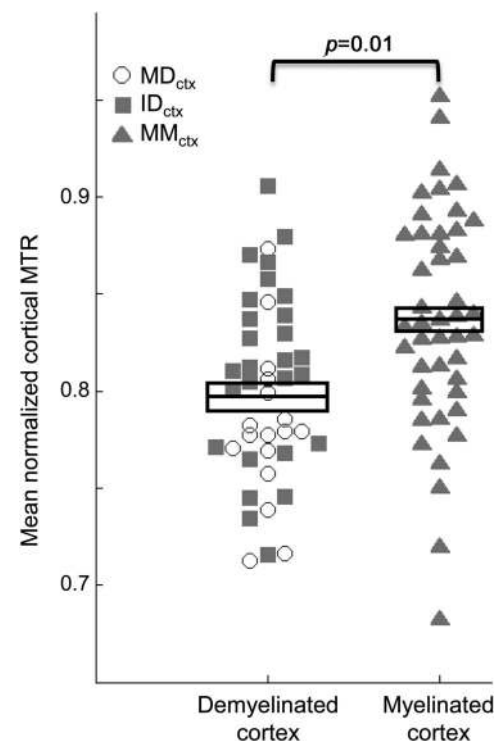 p=0.01
MDctx
IDctx
MMctx
0.9
0.8
0.7
Mean normalized cortical MTR
Demyelinated
cortex
Myelinated
cortex